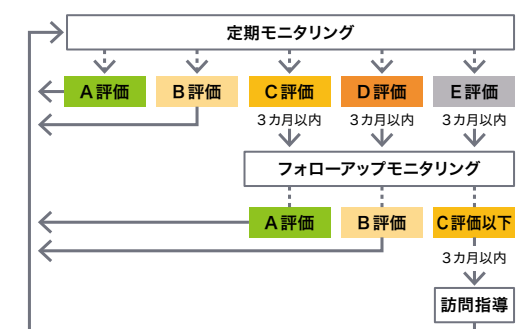 定期モニタリング
A評価 B評価 C評価 D評価 E評価
3カ月以内 3カ月以内 3カ月以内
フォローアップモニタリング
A評価 B評価 C評価以下
3カ月以内
訪問指導